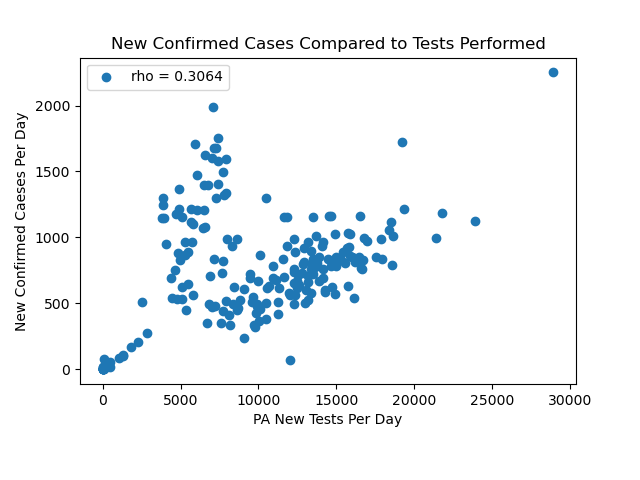 New Confirmed Cases Compared to Tests Performed
rho = 0.3064
New Confirmed Caeses Per Day
2000
1500
1000
500
0
0 5000 10000 15000 20000 25000 30000
PA New Tests Per Day